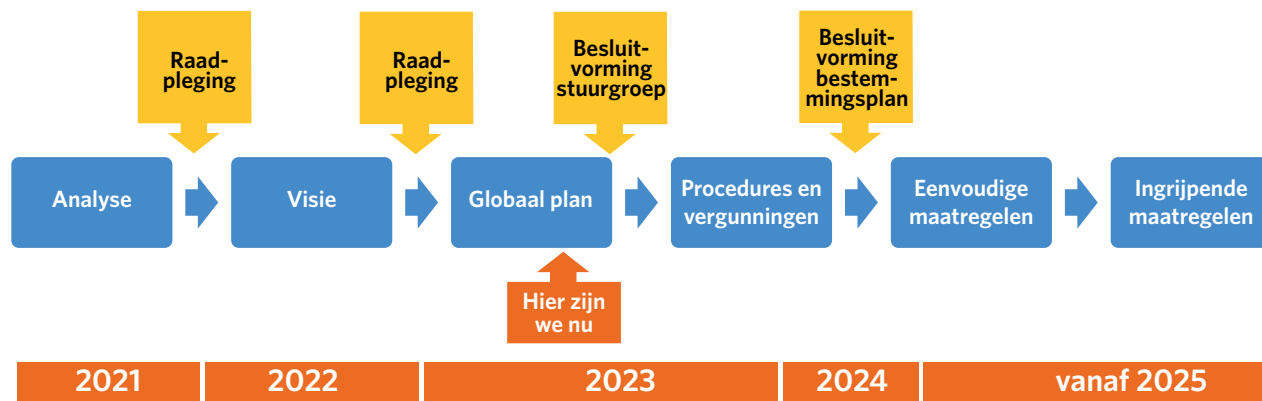 Raad-
pleging
Raad-
pleging
Besluit-
vorming
stuurgroep
Besluit-
vorming
bestem-
mingsplan
Analyse
Visie
Globaal plan
Procedures en
vergunningen
Eenvoudige
maatregelen
Ingrijpende
maatregelen
Hier zijn
we nu
2021
2022
2023
2024
vanaf 2025